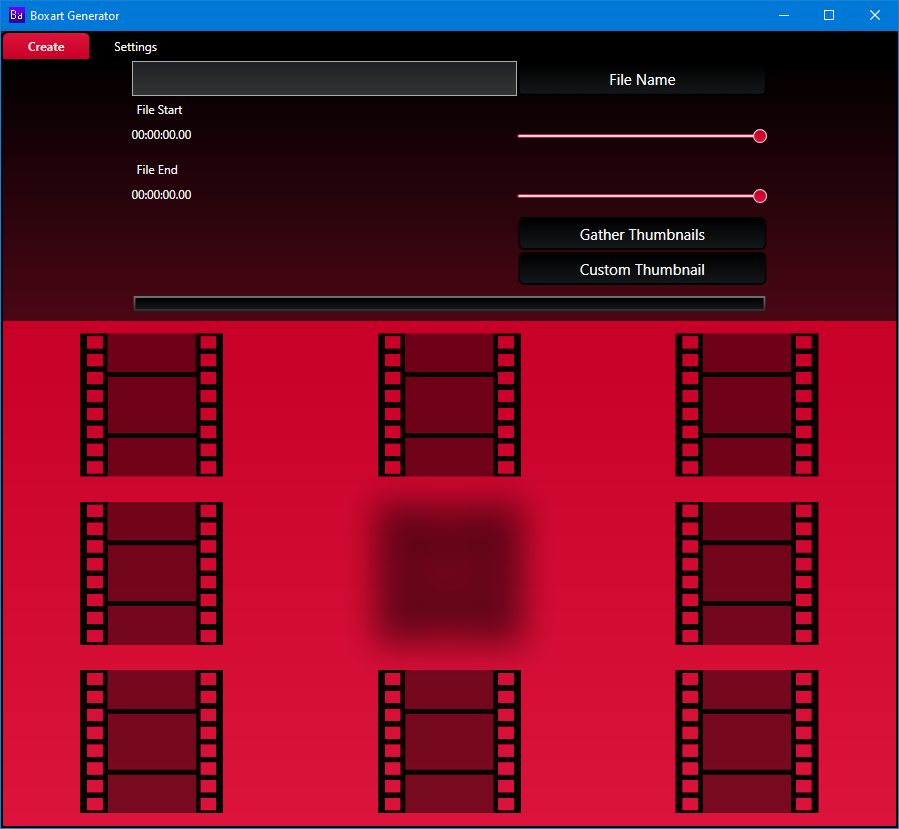 Ba Boxart Generator
Create Settings
File Name
File Start
00:00:00.00
File End
00:00:00.00
Gather Thumbnails
Custom Thumbnail